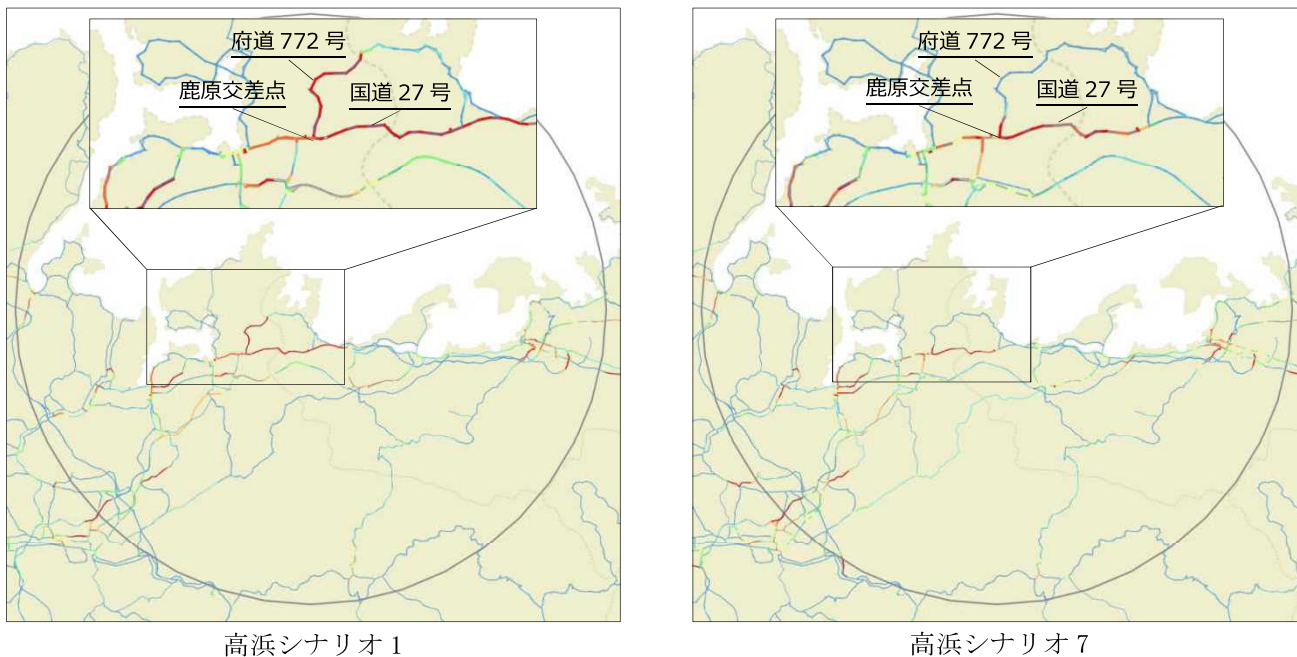 府道 772 号
鹿原交差点
国道 27 号
高浜シナリオ 1
府道 772 号
鹿原交差点
国道 27 号
高浜シナリオ 7